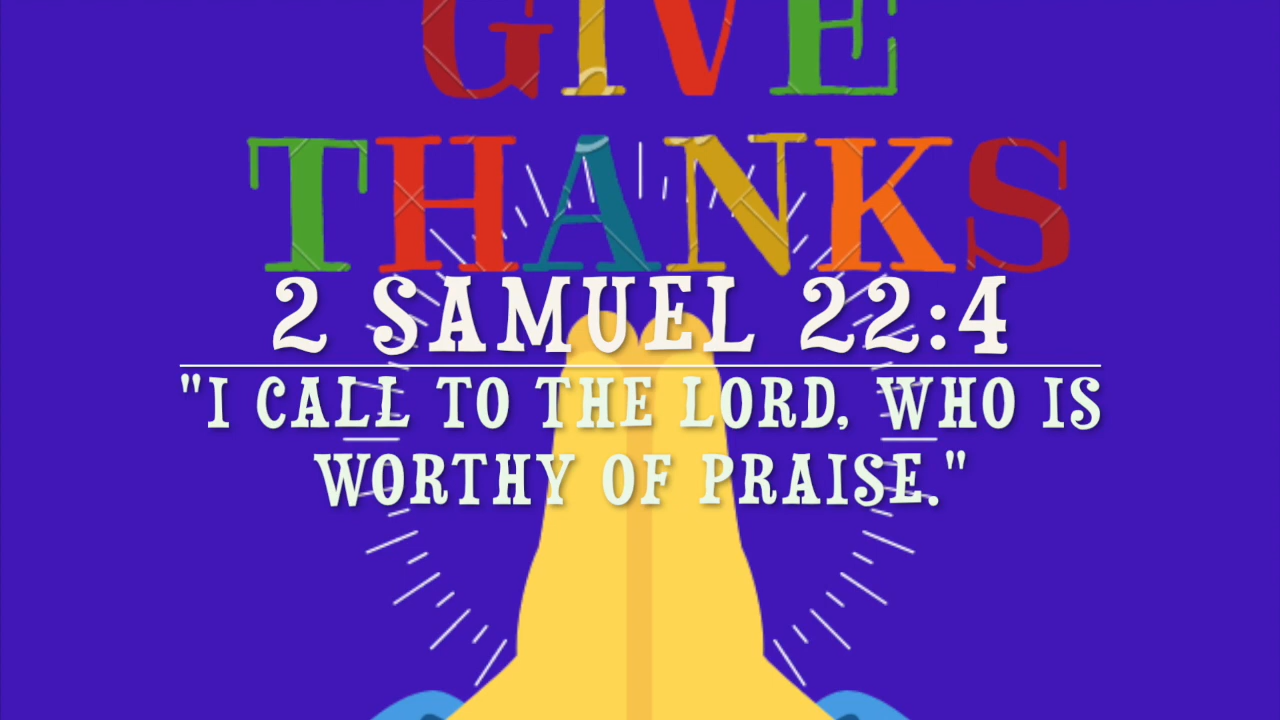 GIVE
THANKS
2 SAMUEL 22:4
"I CALL TO THE LORD, WHO IS
WORTHY OF PRAISE."